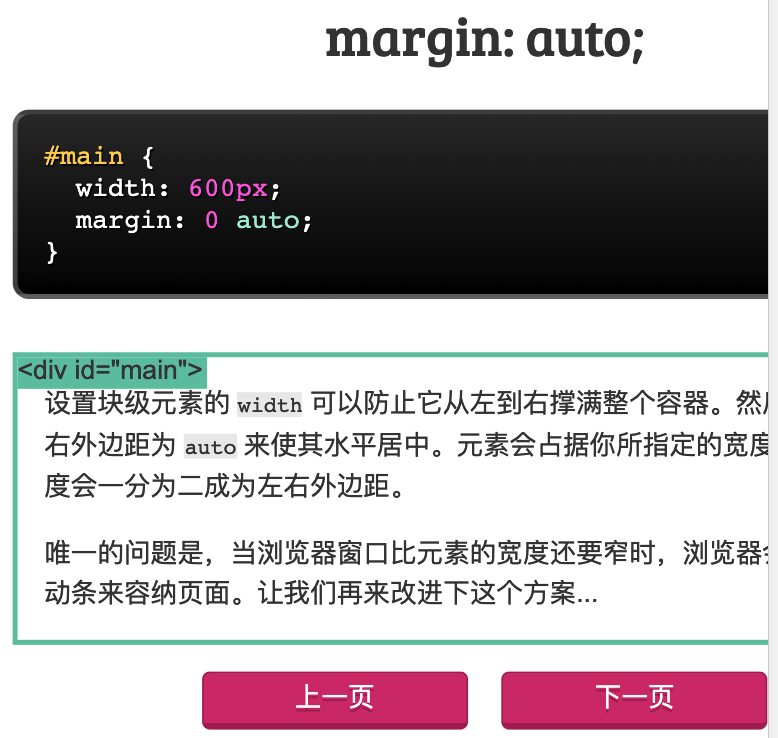 margin: auto;
#main {
width: 600px;
margin: 0 auto;
}
<div id="main">
设置块级元素的 width 可以防止它从左到右撑满整个容器。然
右外边距为 auto 来使其水平居中。元素会占据你所指定的宽度
度会一分为二成为左右外边距。
唯一的问题是，当浏览器窗口比元素的宽度还要窄时，浏览器
动条来容纳页面。让我们再来改进下这个方案...
上一页
下一页